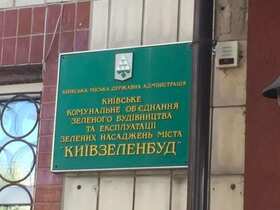 КИЇВСЬКА МІСЬКА ДЕРЖАВНА АДМІНІСТРАЦІЯ
КИЇВСЬКЕ
КОМУНАЛЬНЕ ОБ'ЄДНАННЯ
ЗЕЛЕНОГО БУДІВНИЦТВА
ТА ЕКСПЛУАТАЦІЇ
ЗЕЛЕНИХ НАСАДЖЕНЬ МІСТА
"КИЇВЗЕЛЕНБУД"